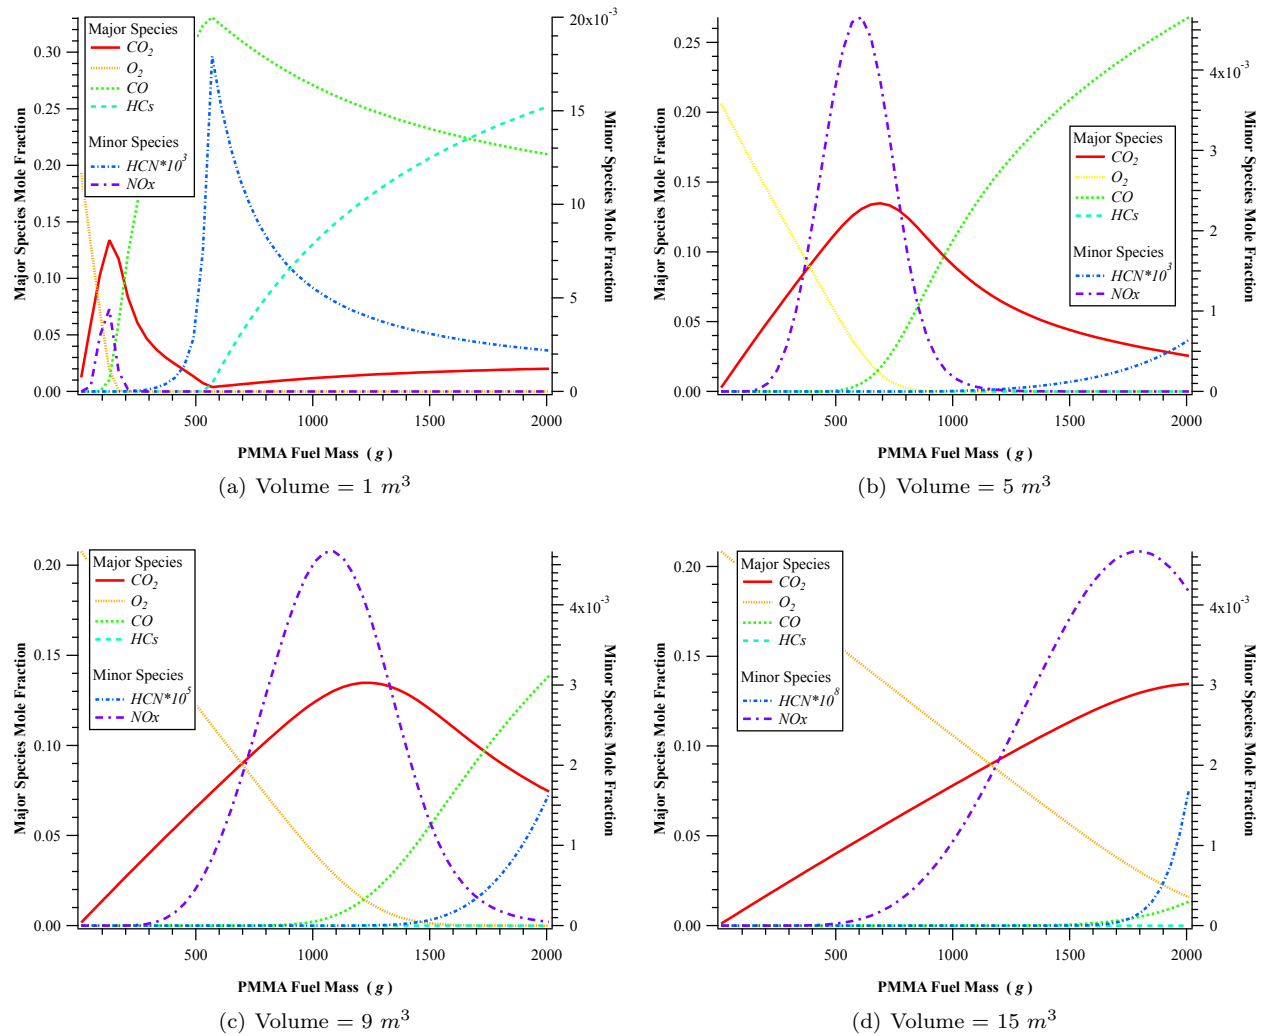 Major Species
CO2
O2
CO
HCs
Minor Species
HCN*10^3
NOx
Major Species Mole Fraction
0.30
0.25
0.20
0.15
0.10
0.05
0.00
20x10^-3
15
10
5
0
Minor Species Mole Fraction
500
1000
1500
2000
PMMA Fuel Mass (g)
(a) Volume = 1 m^3
Major Species
CO2
O2
CO
HCs
Minor Species
HCN*10^3
NOx
Major Species Mole Fraction
0.25
0.20
0.15
0.10
0.05
0.00
4x10^-3
3
2
1
0
Minor Species Mole Fraction
500
1000
1500
2000
PMMA Fuel Mass (g)
(b) Volume = 5 m^3
Major Species
CO2
O2
CO
HCs
Minor Species
HCN*10^5
NOx
Major Species Mole Fraction
0.20
0.15
0.10
0.05
0.00
4x10^-3
3
2
1
0
Minor Species Mole Fraction
500
1000
1500
2000
PMMA Fuel Mass (g)
(c) Volume = 9 m^3
Major Species
CO2
O2
CO
HCs
Minor Species
HCN*10^8
NOx
Major Species Mole Fraction
0.20
0.15
0.10
0.05
0.00
4x10^-3
3
2
1
0
Minor Species Mole Fraction
500
1000
1500
2000
PMMA Fuel Mass (g)
(d) Volume = 15 m^3